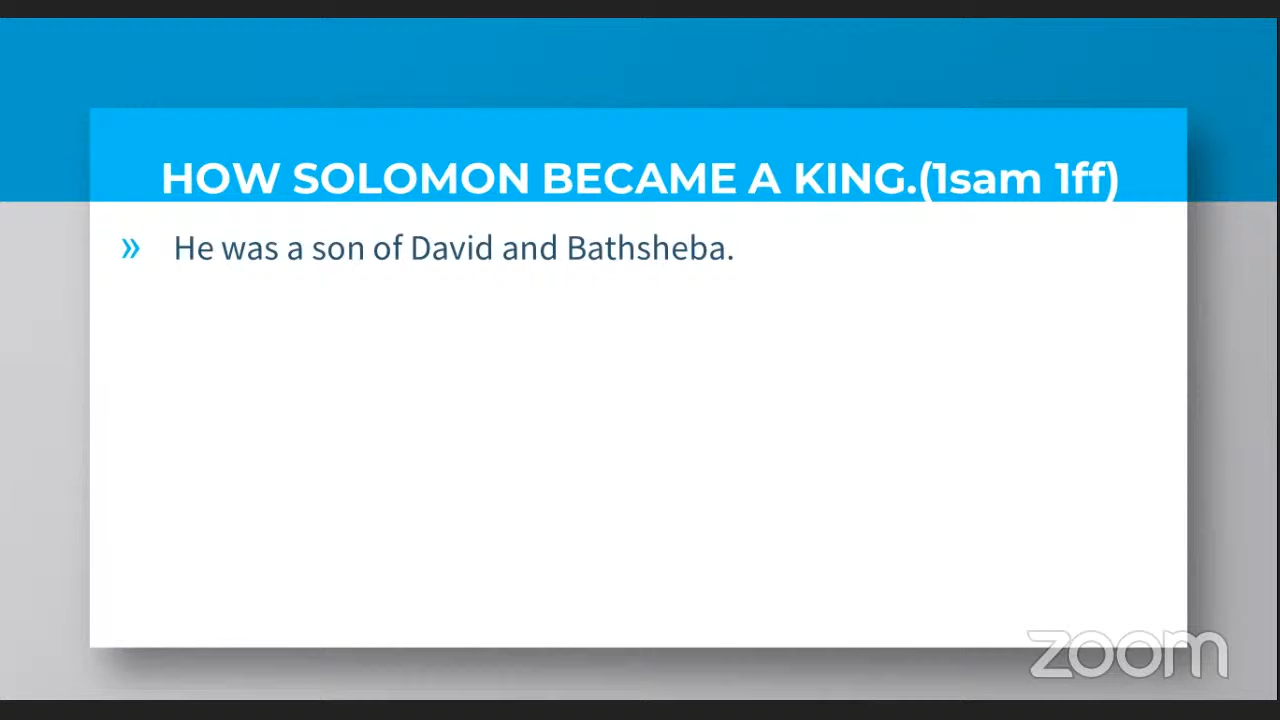 HOW SOLOMON BECAME A KING.(1sam 1ff)
» He was a son of David and Bathsheba.
zoom